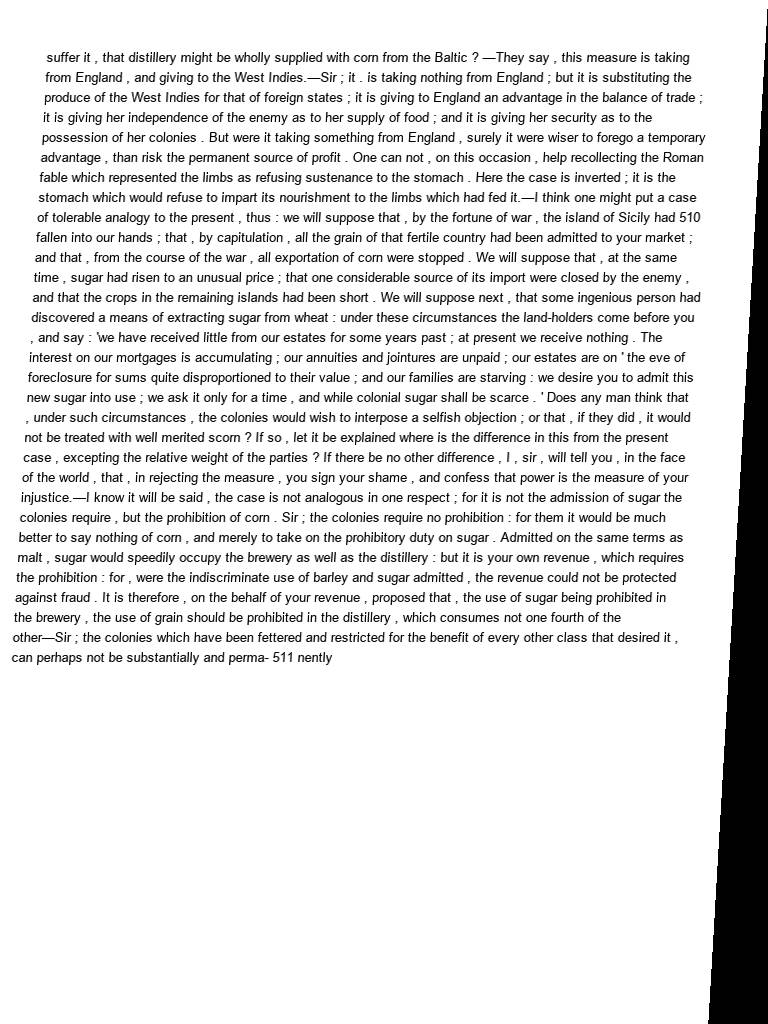 suffer it , that distillery might be wholly supplied with corn from the Baltic ? —They say , this measure is taking
from England , and giving to the West Indies.—Sir ; it . is taking nothing from England ; but it is substituting the
produce of the West Indies for that of foreign states ; it is giving to England an advantage in the balance of trade ;
it is giving her independence of the enemy as to her supply of food ; and it is giving her security as to the
possession of her colonies . But were it taking something from England , surely it were wiser to forego a temporary
advantage , than risk the permanent source of profit . One can not , on this occasion , help recollecting the Roman
fable which represented the limbs as refusing sustenance to the stomach . Here the case is inverted ; it is the
stomach which would refuse to impart its nourishment to the limbs which had fed it.—I think one might put a case
of tolerable analogy to the present , thus : we will suppose that , by the fortune of war , the island of Sicily had 510
fallen into our hands ; that , by capitulation , all the grain of that fertile country had been admitted to your market ;
and that , from the course of the war , all exportation of corn were stopped . We will suppose that , at the same
time , sugar had risen to an unusual price ; that one considerable source of its import were closed by the enemy ,
and that the crops in the remaining islands had been short . We will suppose next , that some ingenious person had
discovered a means of extracting sugar from wheat : under these circumstances the land-holders come before you
, and say : 'we have received little from our estates for some years past ; at present we receive nothing . The
interest on our mortgages is accumulating ; our annuities and jointures are unpaid ; our estates are on ' the eve of
foreclosure for sums quite disproportioned to their value ; and our families are starving : we desire you to admit this
new sugar into use ; we ask it only for a time , and while colonial sugar shall be scarce . ' Does any man think that
, under such circumstances , the colonies would wish to interpose a selfish objection ; or that , if they did , it would
not be treated with well merited scorn ? If so , let it be explained where is the difference in this from the present
case , excepting the relative weight of the parties ? If there be no other difference , I , sir , will tell you , in the face
of the world , that , in rejecting the measure , you sign your shame , and confess that power is the measure of your
injustice.—I know it will be said , the case is not analogous in one respect ; for it is not the admission of sugar the
colonies require , but the prohibition of corn . Sir ; the colonies require no prohibition : for them it would be much
better to say nothing of corn , and merely to take on the prohibitory duty on sugar . Admitted on the same terms as
malt , sugar would speedily occupy the brewery as well as the distillery : but it is your own revenue , which requires
the prohibition : for , were the indiscriminate use of barley and sugar admitted , the revenue could not be protected
against fraud . It is therefore , on the behalf of your revenue , proposed that , the use of sugar being prohibited in
the brewery , the use of grain should be prohibited in the distillery , which consumes not one fourth of the
other—Sir ; the colonies which have been fettered and restricted for the benefit of every other class that desired it ,
can perhaps not be substantially and perma- 511 nently